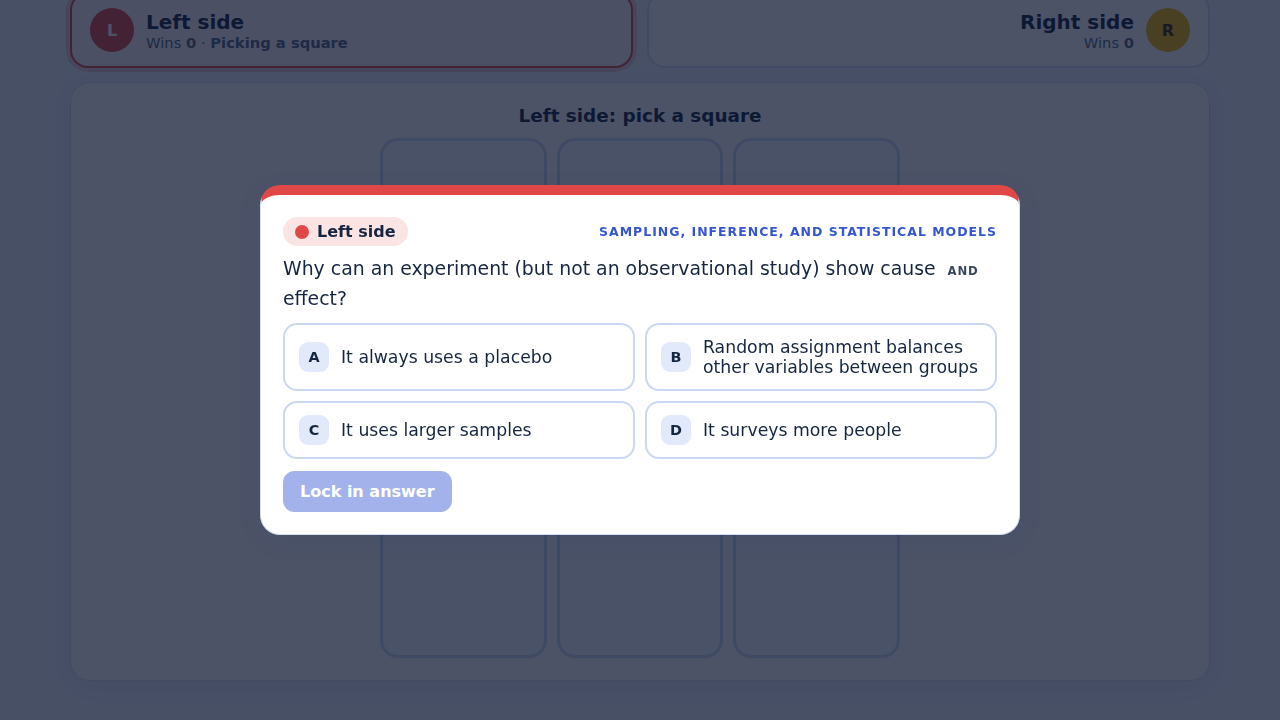 L
Left side
Wins 0 · Picking a square
Right side
Wins 0
R
Left side: pick a square
Left side
SAMPLING, INFERENCE, AND STATISTICAL MODELS
Why can an experiment (but not an observational study) show cause AND
effect?
A It always uses a placebo
B Random assignment balances
other variables between groups
C It uses larger samples
D It surveys more people
Lock in answer